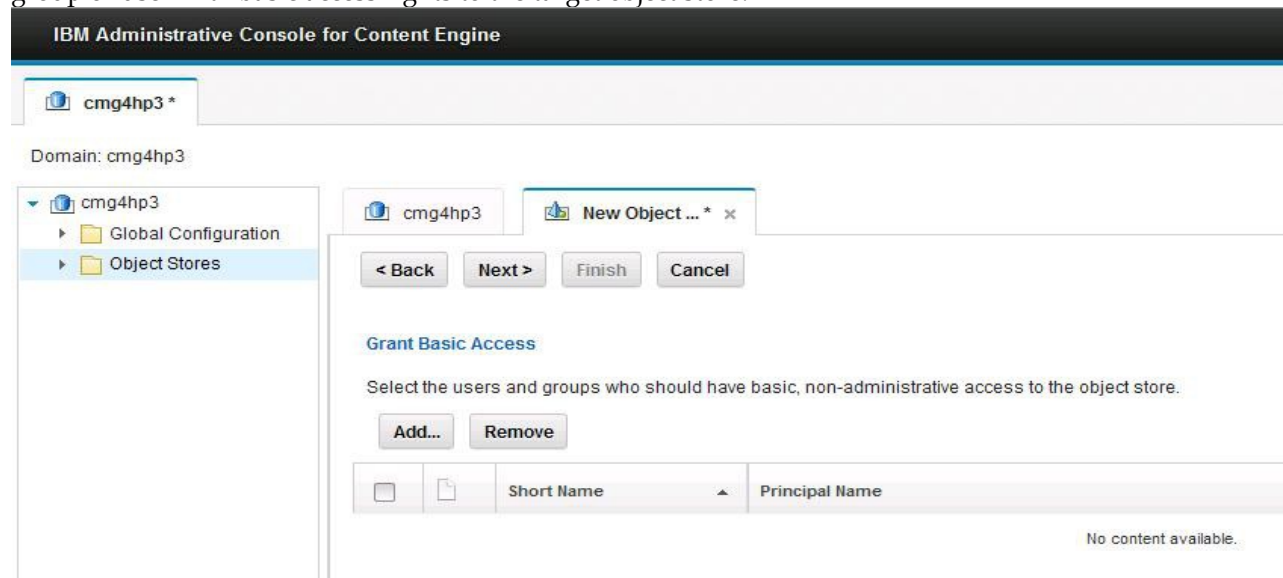 IBM Administrative Console for Content Engine
cmg4hp3 *
Domain: cmg4hp3
cmg4hp3
Global Configuration
Object Stores
cmg4hp3
New Object ... *
< Back
Next >
Finish
Cancel
Grant Basic Access
Select the users and groups who should have basic, non-administrative access to the object store.
Add...
Remove
Short Name
Principal Name
No content available.